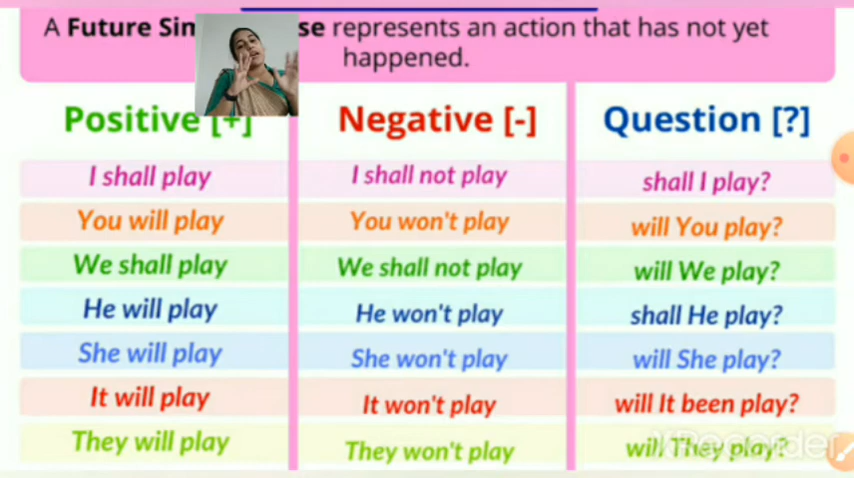 A Future Sim se represents an action that has not yet
happened.
Positive [+] Negative [-] Question [?]
I shall play I shall not play shall I play?
You will play You won't play will You play?
We shall play We shall not play will We play?
He will play He won't play shall He play?
She will play She won't play will She play?
It will play It won't play will It been play?
They will play They won't play will They play?
XRecorder